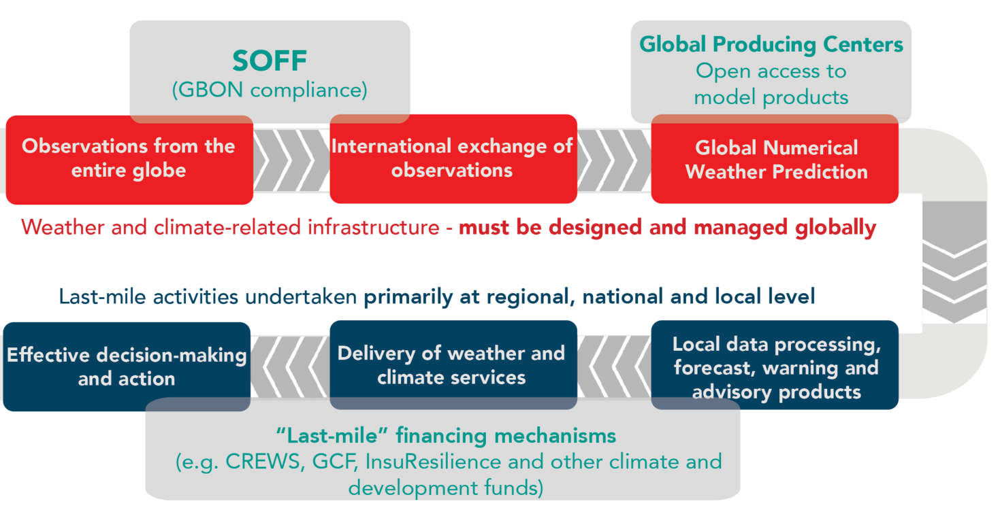 SOFF
(GBON compliance)
Global Producing Centers
Open access to
model products
Observations from the
entire globe
International exchange of
observations
Global Numerical
Weather Prediction
Weather and climate-related infrastructure - must be designed and managed globally
Last-mile activities undertaken primarily at regional, national and local level
Effective decision-making
and action
Delivery of weather and
climate services
Local data processing,
forecast, warning and
advisory products
“Last-mile” financing mechanisms
(e.g. CREWS, GCF, InsuResilience and other climate and
development funds)